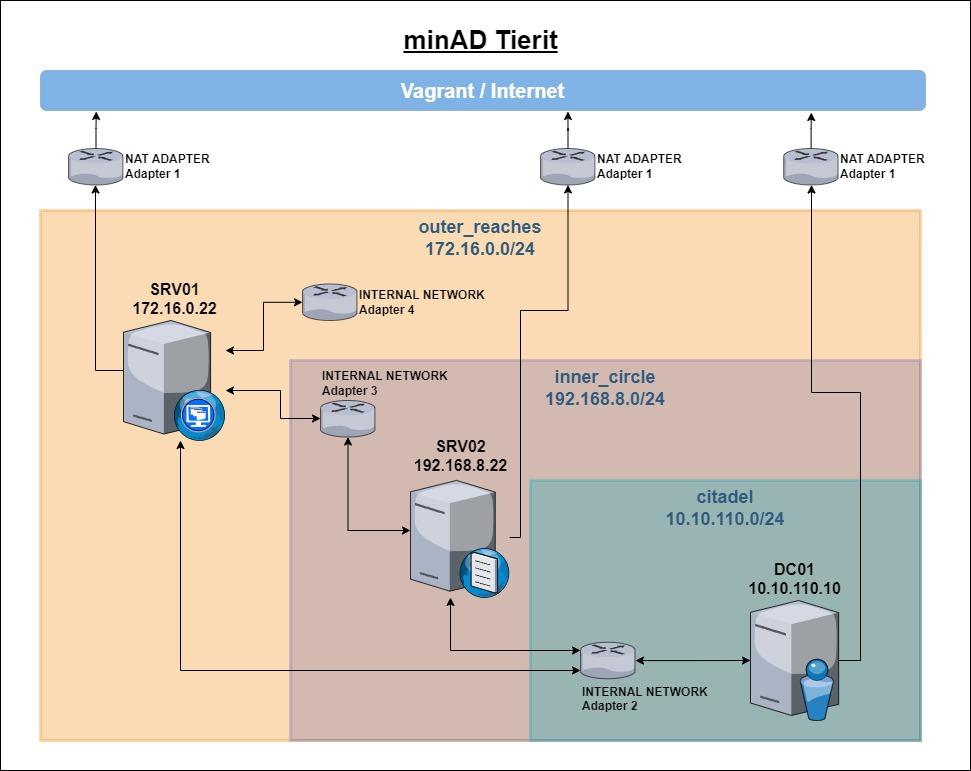 minAD Tierit
Vagrant / Internet
NAT ADAPTER
Adapter 1
NAT ADAPTER
Adapter 1
NAT ADAPTER
Adapter 1
outer_reaches
172.16.0.0/24
SRV01
172.16.0.22
INTERNAL NETWORK
Adapter 4
inner_circle
192.168.8.0/24
INTERNAL NETWORK
Adapter 3
SRV02
192.168.8.22
citadel
10.10.110.0/24
DC01
10.10.110.10
INTERNAL NETWORK
Adapter 2